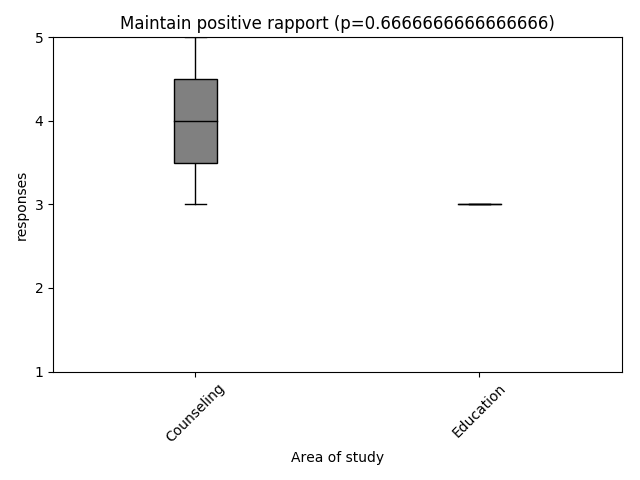 Maintain positive rapport (p=0.6666666666666666)
5
4
3
2
1
responses
Counseling
Education
Area of study